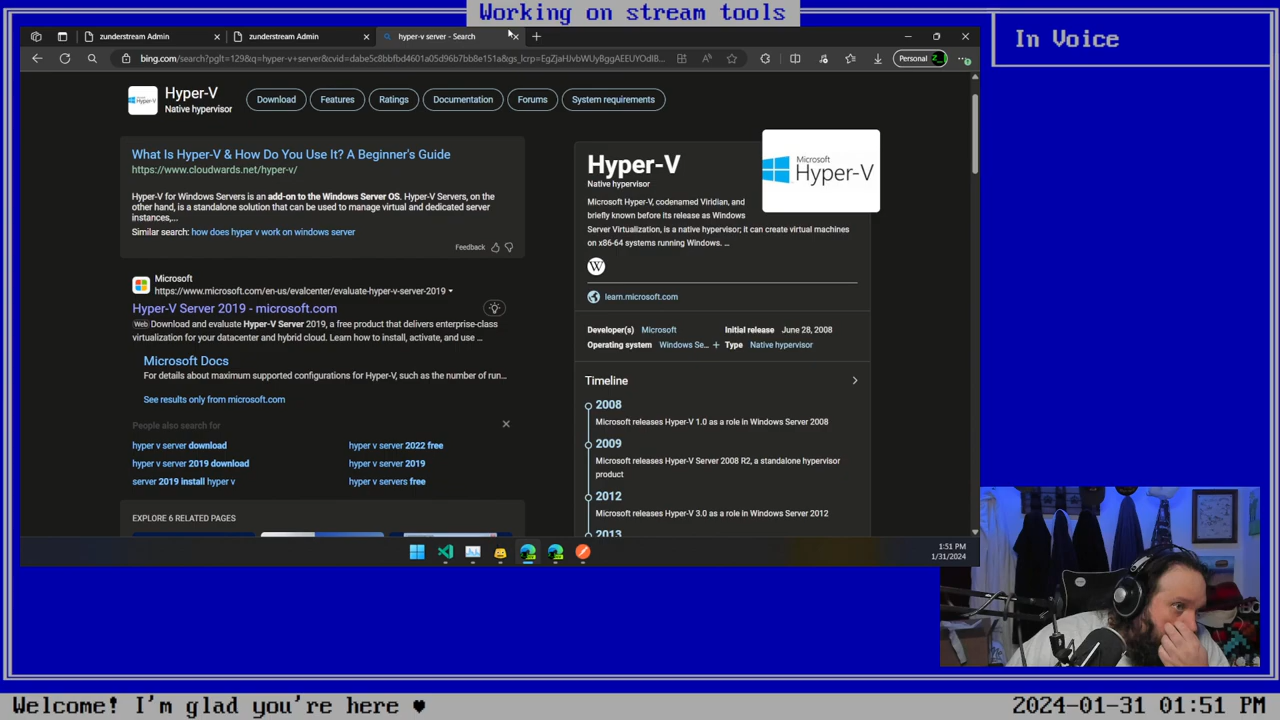 Working on stream tools
zunderstream Admin
zunderstream Admin
hyper-v server - Search
bing.com/search?pglt=129&q=hyper-v+server&cvid=dabe5c8bbfbd4601a05d96b7bb8e151a&gs_lcrp=EgZjaHJvbWUyBggAEEUYOdIB...
Personal
In Voice
Hyper-V
Native hypervisor
Download
Features
Ratings
Documentation
Forums
System requirements
What Is Hyper-V & How Do You Use It? A Beginner's Guide
https://www.cloudwards.net/hyper-v/
Hyper-V for Windows Servers is an add-on to the Windows Server OS. Hyper-V Servers, on the
other hand, is a standalone solution that can be used to manage virtual and dedicated server
instances,...
Similar search: how does hyper v work on windows server
Feedback
Microsoft
https://www.microsoft.com/en-us/evalcenter/evaluate-hyper-v-server-2019
Hyper-V Server 2019 - microsoft.com
Web Download and evaluate Hyper-V Server 2019, a free product that delivers enterprise-class
virtualization for your datacenter and hybrid cloud. Learn how to install, activate, and use ...
Microsoft Docs
For details about maximum supported configurations for Hyper-V, such as the number of run...
See results only from microsoft.com
People also search for
hyper v server download
hyper v server 2022 free
hyper v server 2019 download
hyper v server 2019
server 2019 install hyper v
hyper v servers free
EXPLORE 6 RELATED PAGES
Hyper-V
Native hypervisor
Microsoft Hyper-V
Microsoft Hyper-V, codenamed Viridian, and
briefly known before its release as Windows
Server Virtualization, is a native hypervisor; it can create virtual machines
on x86-64 systems running Windows. ...
W
learn.microsoft.com
Developer(s) Microsoft
Initial release June 28, 2008
Operating system Windows Se... +
Type Native hypervisor
Timeline
2008
Microsoft releases Hyper-V 1.0 as a role in Windows Server 2008
2009
Microsoft releases Hyper-V Server 2008 R2, a standalone hypervisor
product
2012
Microsoft releases Hyper-V 3.0 as a role in Windows Server 2012
2013
1:51 PM
1/31/2024
Welcome! I'm glad you're here ♥
2024-01-31 01:51 PM